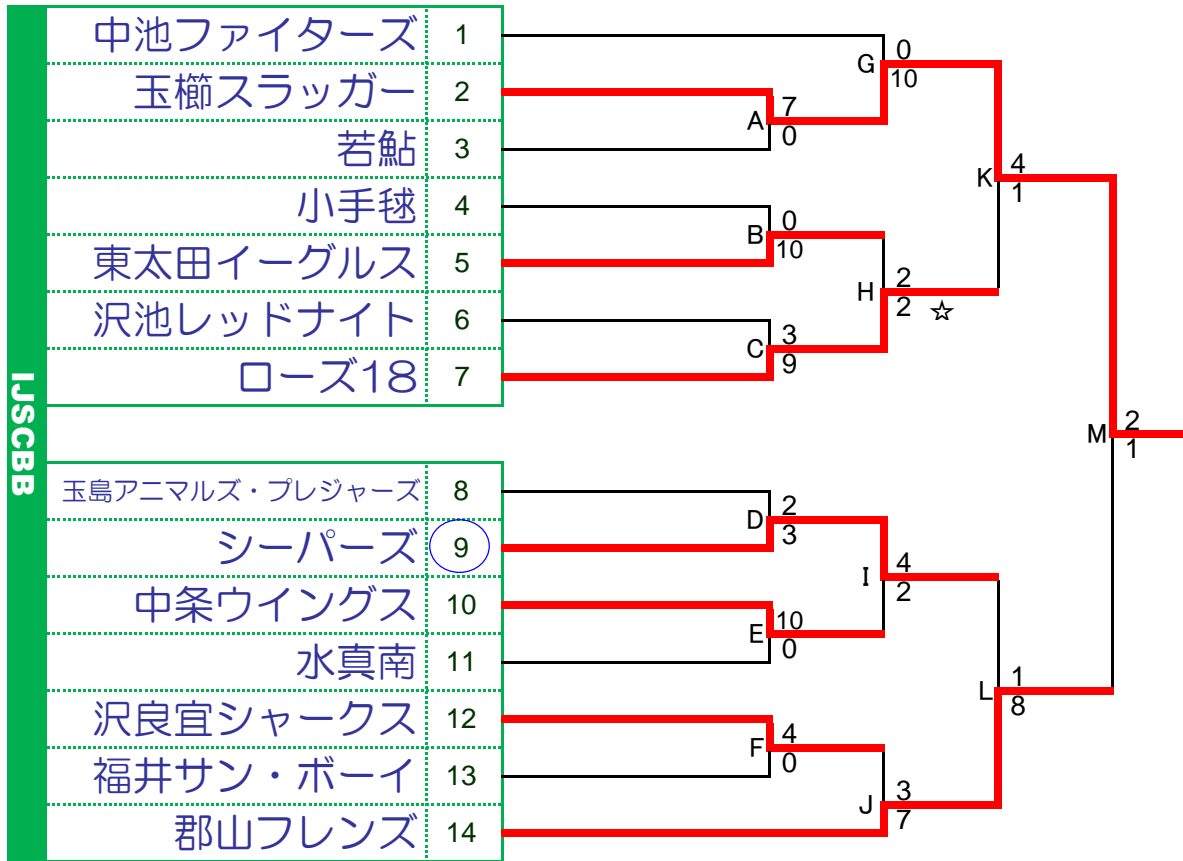 IJSCBB
中池ファイターズ 1
玉櫛スラッガー 2
若鮎 3
小手毬 4
東太田イーグルス 5
沢池レッドナイト 6
ローズ18 7
玉島アニマルズ・プレジャーズ 8
シーパーズ 9
中条ウイングス 10
水真南 11
沢良宜シャークス 12
福井サン・ボーイ 13
郡山フレンズ 14
A 7
0
B 0
10
C 3
9
D 2
3
E 10
0
F 4
0
G 0
10
H 2
2 ☆
I 4
2
J 3
7
K 4
1
L 1
8
M 2
1